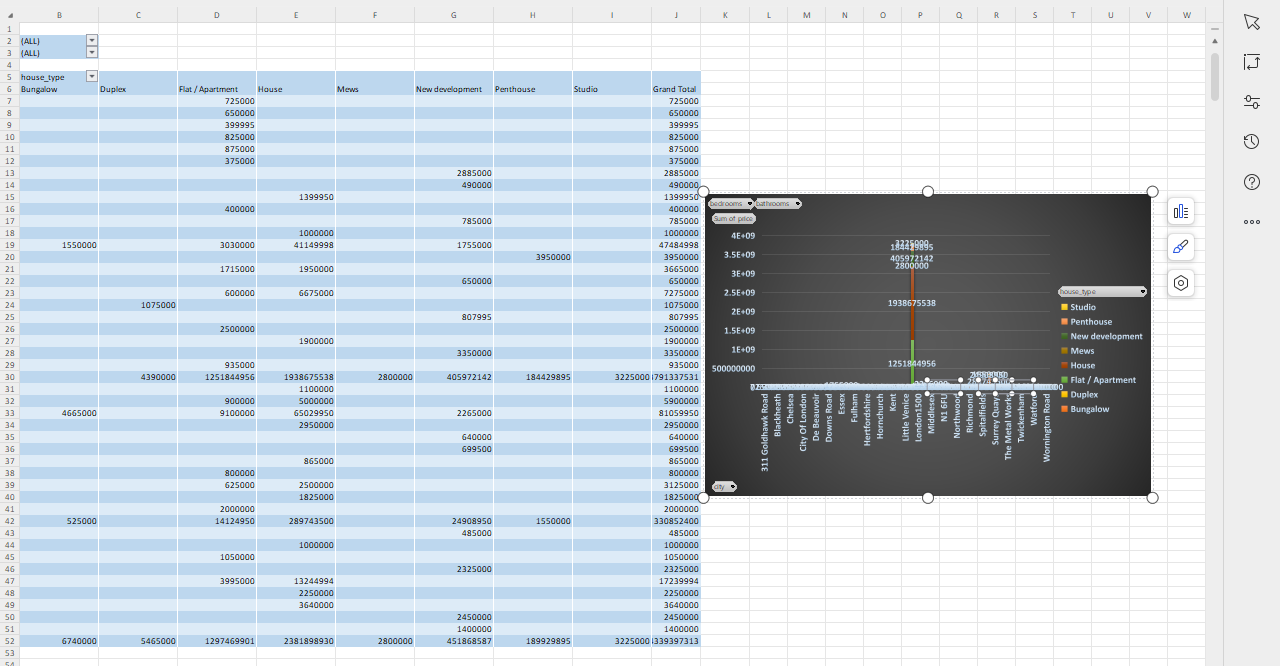 B C D E F G H I J K L M N O P Q R S T U V W
1
2 (ALL)
3 (ALL)
4
5 house_type
6 Bungalow Duplex Flat / Apartment House Mews New development Penthouse Studio Grand Total
7 725000 725000
8 650000 650000
9 399995 399995
10 825000 825000
11 875000 875000
12 375000 375000
13 2885000 2885000
14 490000 490000
15 1399950 1399950
16 400000 400000
17 785000 785000
18 1000000 1000000
19 1550000 3030000 41149998 1755000 47484998
20 3950000 3950000
21 1715000 1950000 3665000
22 650000 650000
23 600000 6675000 7275000
24 1075000 1075000
25 807995 807995
26 2500000 2500000
27 1900000 1900000
28 3350000 3350000
29 935000 935000
30 4390000 1251844956 1938675538 2800000 405972142 184429895 3225000 3791337531
31 1100000 1100000
32 900000 5000000 5900000
33 4665000 9100000 65029950 2265000 81059950
34 2950000 2950000
35 640000 640000
36 699500 699500
37 865000 865000
38 800000 800000
39 625000 2500000 3125000
40 1825000 1825000
41 2000000 2000000
42 525000 14124950 289743500 24908950 1550000 330852400
43 485000 485000
44 1000000 1000000
45 1050000 1050000
46 2325000 2325000
47 3995000 13244994 17239994
48 2250000 2250000
49 3640000 3640000
50 2450000 2450000
51 1400000 1400000
52 6740000 5465000 1297469901 2381898930 2800000 451868587 189929895 3225000 4339397313
53
54
bedrooms bathrooms
Sum of price
4E+09
3.5E+09
3E+09
2.5E+09
2E+09
1.5E+09
1E+09
500000000
3225000
184429895
405972142
2800000
1938675538
1251844956
311 Goldhawk Road
Blackheath
Chelsea
City Of London
De Beauvoir
Downs Road
Essex
Fulham
Hertfordshire
Hornchurch
Kent
Little Venice
London1500
Middlesex
N1 6FU
Northwood
Richmond
Spitalfields
Surrey Quays
The Metal Works
Twickenham
Watford
Wornington Road
house_type
Studio
Penthouse
New development
Mews
House
Flat / Apartment
Duplex
Bungalow
city